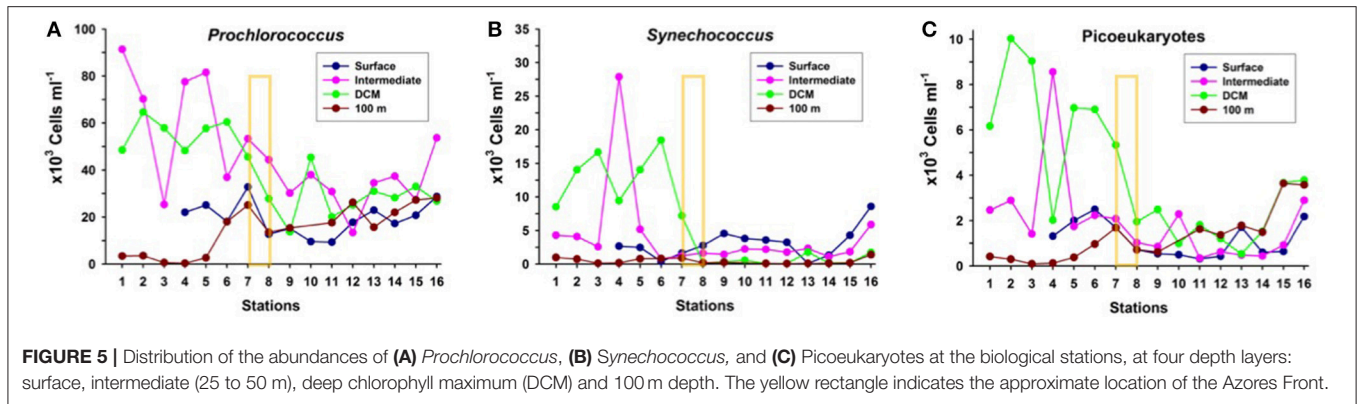 A
Prochlorococcus
x10³ Cells ml⁻¹
100
80
60
40
20
0
Surface
Intermediate
DCM
100 m
1 2 3 4 5 6 7 8 9 10 11 12 13 14 15 16
Stations
B
Synechococcus
x10³ Cells ml⁻¹
35
30
25
20
15
10
5
0
Surface
Intermediate
DCM
100 m
1 2 3 4 5 6 7 8 9 10 11 12 13 14 15 16
Stations
C
Picoeukaryotes
x10³ Cells ml⁻¹
10
8
6
4
2
0
Surface
Intermediate
DCM
100 m
1 2 3 4 5 6 7 8 9 10 11 12 13 14 15 16
Stations
FIGURE 5 | Distribution of the abundances of (A) Prochlorococcus, (B) Synechococcus, and (C) Picoeukaryotes at the biological stations, at four depth layers:
surface, intermediate (25 to 50 m), deep chlorophyll maximum (DCM) and 100 m depth. The yellow rectangle indicates the approximate location of the Azores Front.